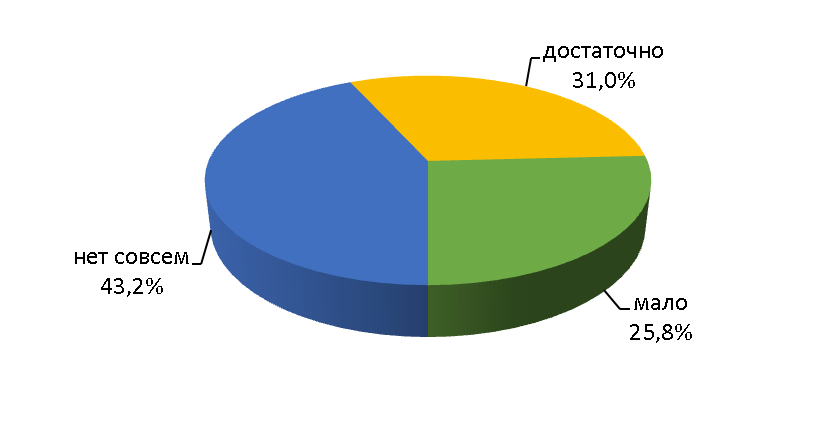 достаточно
31,0%
нет совсем
43,2%
мало
25,8%